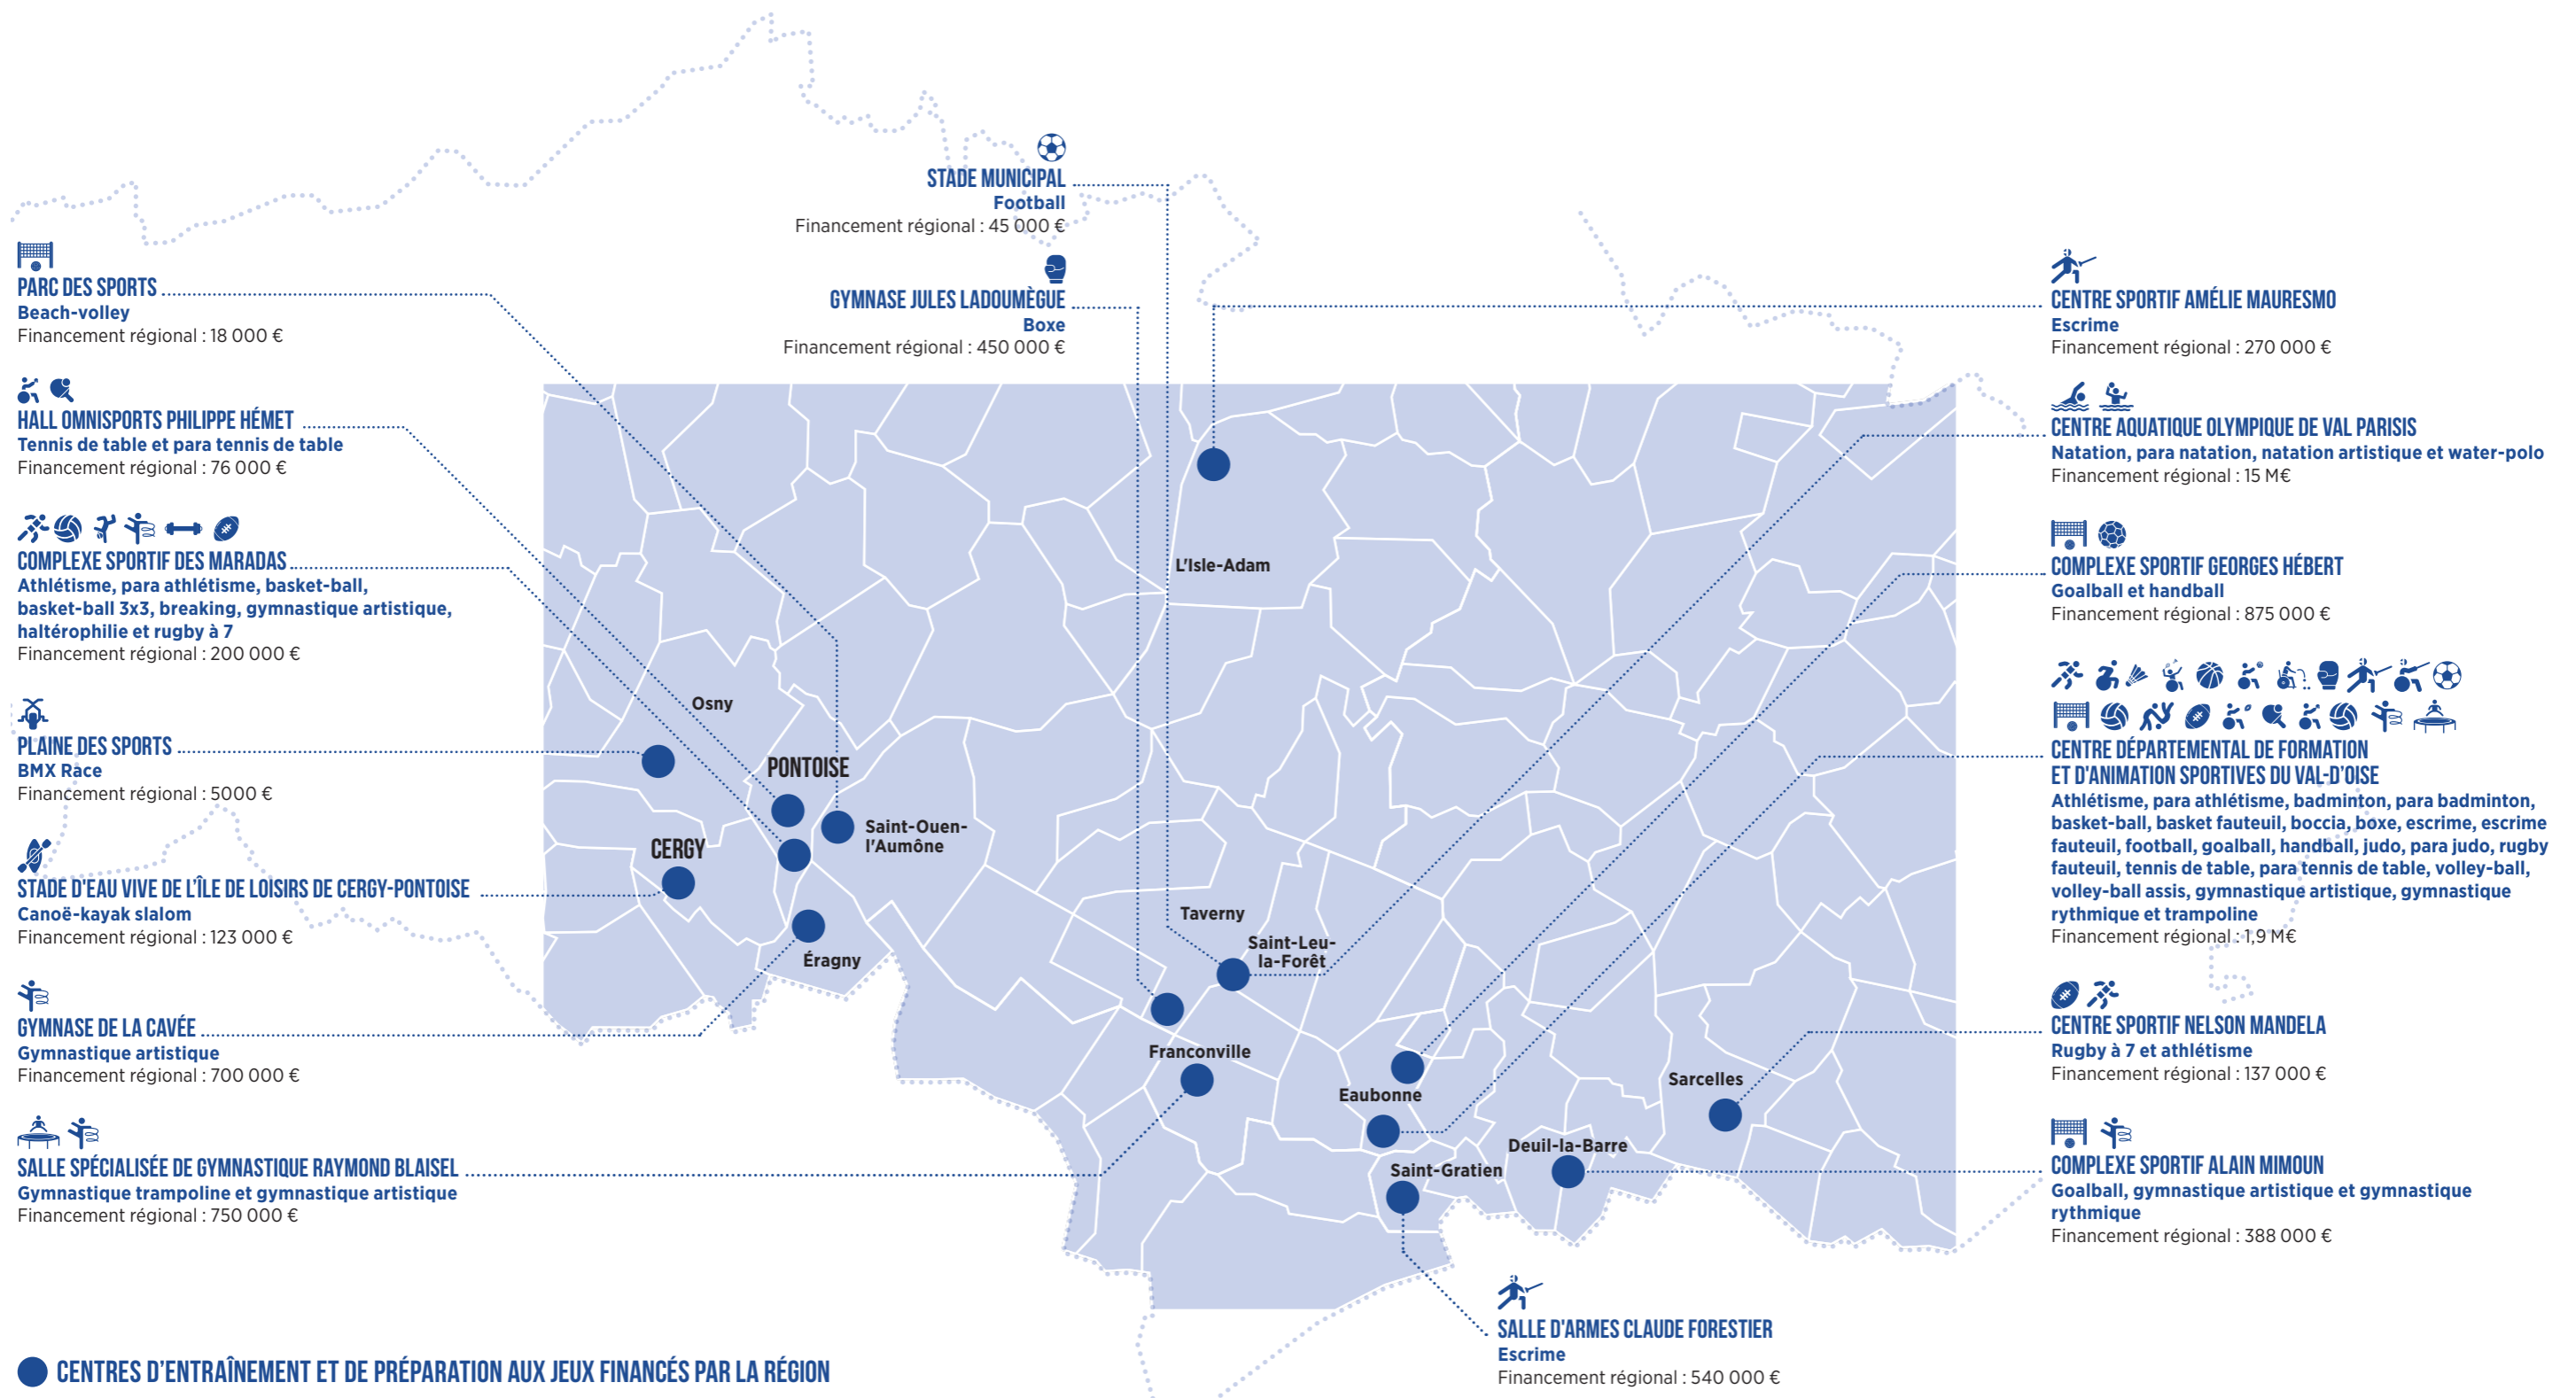 STADE MUNICIPAL
Football
Financement régional : 45 000 €
GYMNASE JULES LADOUMÈGUE
Boxe
Financement régional : 450 000 €
PARC DES SPORTS
Beach-volley
Financement régional : 18 000 €
HALL OMNISPORTS PHILIPPE HÉMET
Tennis de table et para tennis de table
Financement régional : 76 000 €
COMPLEXE SPORTIF DES MARADAS
Athlétisme, para athlétisme, basket-ball,
basket-ball 3x3, breaking, gymnastique artistique,
haltérophilie et rugby à 7
Financement régional : 200 000 €
PLAINE DES SPORTS
BMX Race
Financement régional : 5000 €
STADE D'EAU VIVE DE L'ÎLE DE LOISIRS DE CERGY-PONTOISE
Canoë-kayak slalom
Financement régional : 123 000 €
GYMNASE DE LA CAVÉE
Gymnastique artistique
Financement régional : 700 000 €
SALLE SPÉCIALISÉE DE GYMNASTIQUE RAYMOND BLAISEL
Gymnastique trampoline et gymnastique artistique
Financement régional : 750 000 €
L'Isle-Adam
Osny
PONTOISE
Saint-Ouen-
l'Aumône
CERGY
Éragny
Taverny
Saint-Leu-
la-Forêt
Franconville
Eaubonne
Sarcelles
Deuil-la-Barre
Saint-Gratien
CENTRE SPORTIF AMÉLIE MAURESMO
Escrime
Financement régional : 270 000 €
CENTRE AQUATIQUE OLYMPIQUE DE VAL PARISIS
Natation, para natation, natation artistique et water-polo
Financement régional : 15 M€
COMPLEXE SPORTIF GEORGES HÉBERT
Goalball et handball
Financement régional : 875 000 €
CENTRE DÉPARTEMENTAL DE FORMATION
ET D'ANIMATION SPORTIVES DU VAL-D'OISE
Athlétisme, para athlétisme, badminton, para badminton,
basket-ball, basket fauteuil, boccia, boxe, escrime, escrime
fauteuil, football, goalball, handball, judo, para judo, rugby
fauteuil, tennis de table, para tennis de table, volley-ball,
volley-ball assis, gymnastique artistique, gymnastique
rythmique et trampoline
Financement régional : 1,9 M€
CENTRE SPORTIF NELSON MANDELA
Rugby à 7 et athlétisme
Financement régional : 137 000 €
COMPLEXE SPORTIF ALAIN MIMOUN
Goalball, gymnastique artistique et gymnastique
rythmique
Financement régional : 388 000 €
SALLE D'ARMES CLAUDE FORESTIER
Escrime
Financement régional : 540 000 €
CENTRES D'ENTRAÎNEMENT ET DE PRÉPARATION AUX JEUX FINANCÉS PAR LA RÉGION